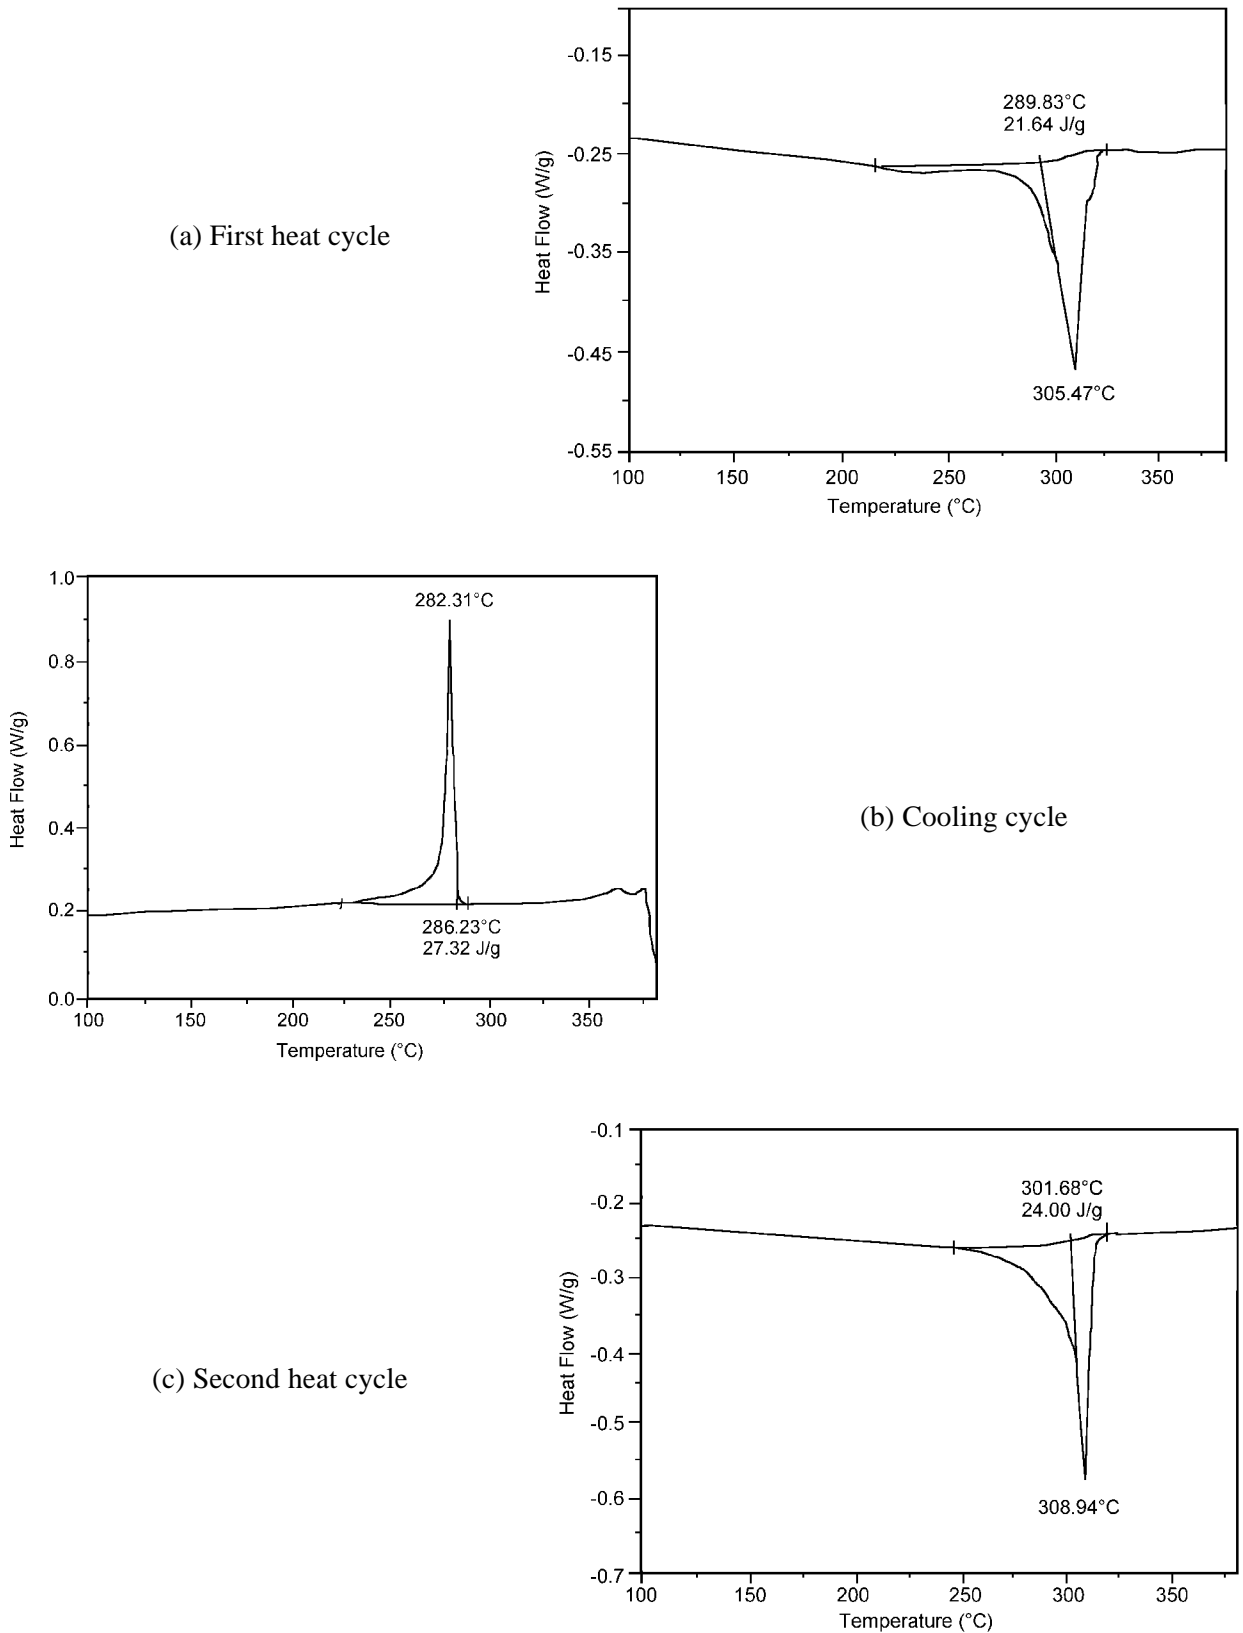 -0.15
289.83°C
21.64 J/g
-0.25
(a) First heat cycle
Heat Flow (W/g)
-0.35
-0.45
305.47°C
-0.55
100 150 200 250 300 350
Temperature (°C)
1.0
282.31°C
0.8
0.6
Heat Flow (W/g)
0.4
(b) Cooling cycle
0.2
286.23°C
27.32 J/g
0.0
100 150 200 250 300 350
Temperature (°C)
-0.1
-0.2
301.68°C
24.00 J/g
-0.3
Heat Flow (W/g)
-0.4
(c) Second heat cycle
-0.5
-0.6
308.94°C
-0.7
100 150 200 250 300 350
Temperature (°C)